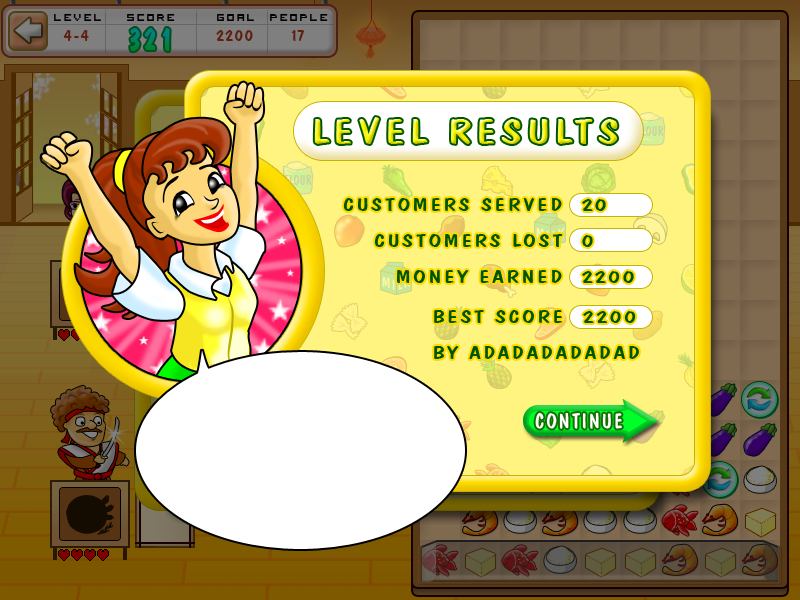 LEVEL SCORE GOAL PEOPLE
4-4 321 2200 17
LEVEL RESULTS
CUSTOMERS SERVED 20
CUSTOMERS LOST 0
MONEY EARNED 2200
BEST SCORE 2200
BY ADADADADADAD
CONTINUE